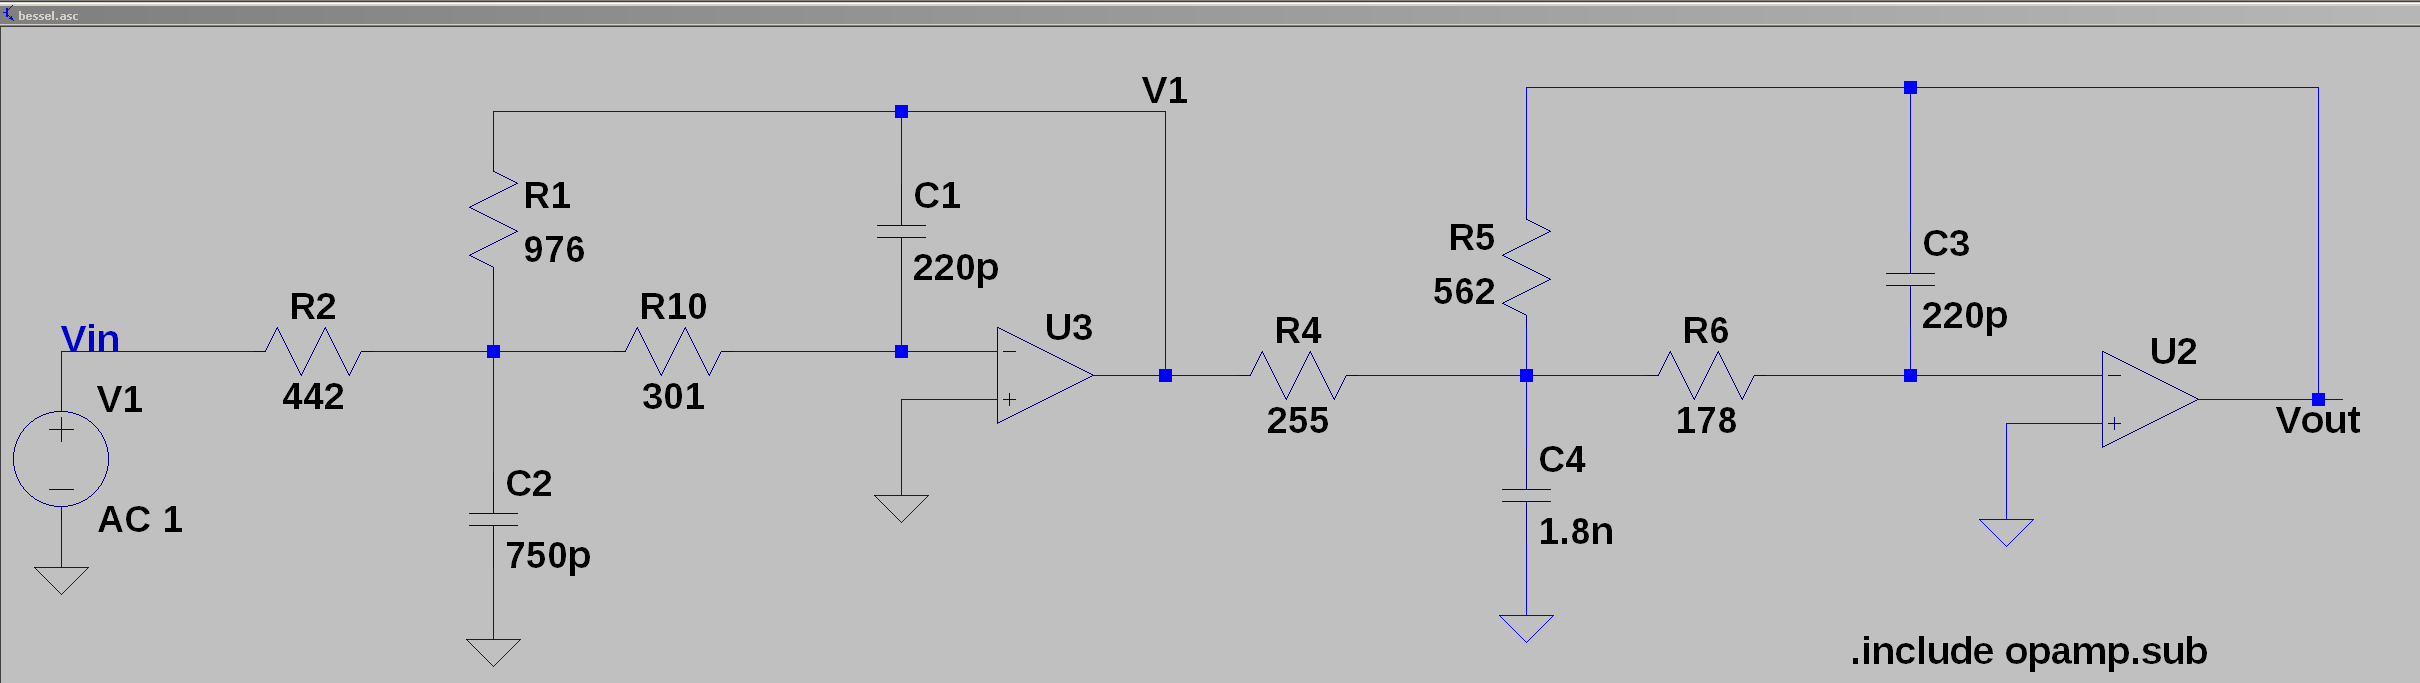 bessel.asc
V1
R1
976
C1
220p
R5
562
C3
220p
R2
442
R10
301
U3
Vin
V1
AC 1
R4
255
R6
178
U2
Vout
C2
750p
C4
1.8n
.include opamp.sub